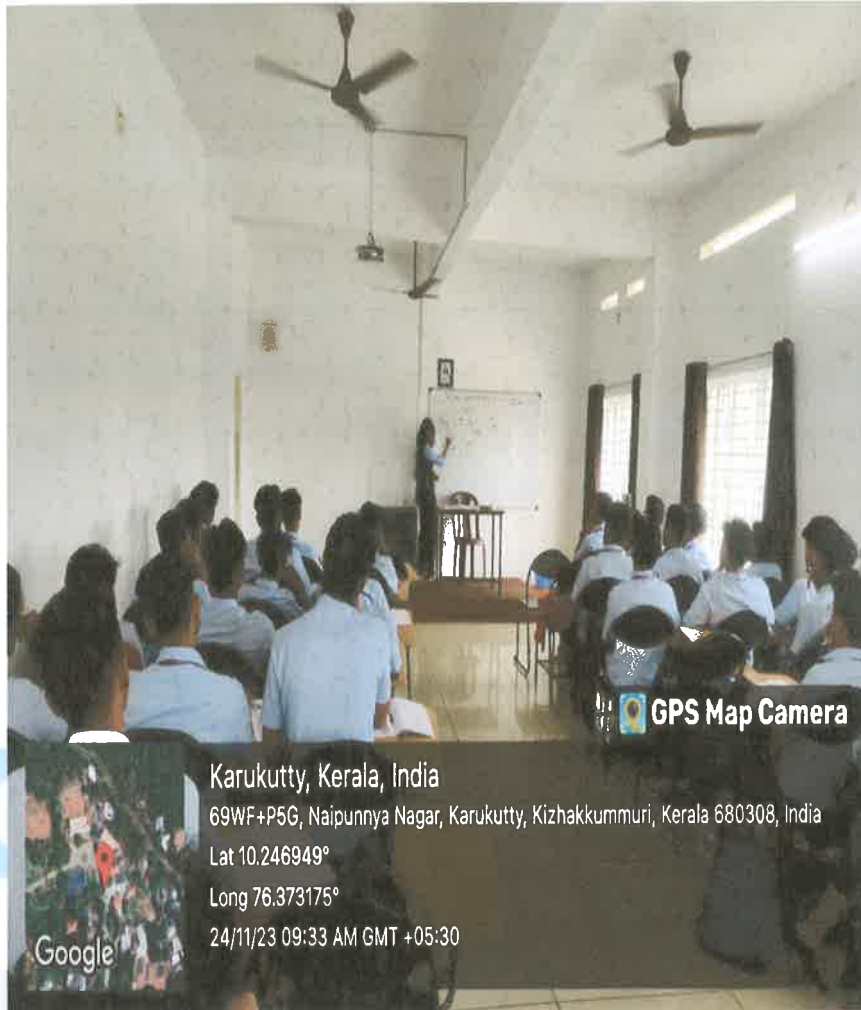 GPS Map Camera
Karukutty, Kerala, India
69WF+P5G, Naipunnya Nagar, Karukutty, Kizhakkummuri, Kerala 680308, India
Lat 10.246949°
Long 76.373175°
24/11/23 09:33 AM GMT +05:30
Google